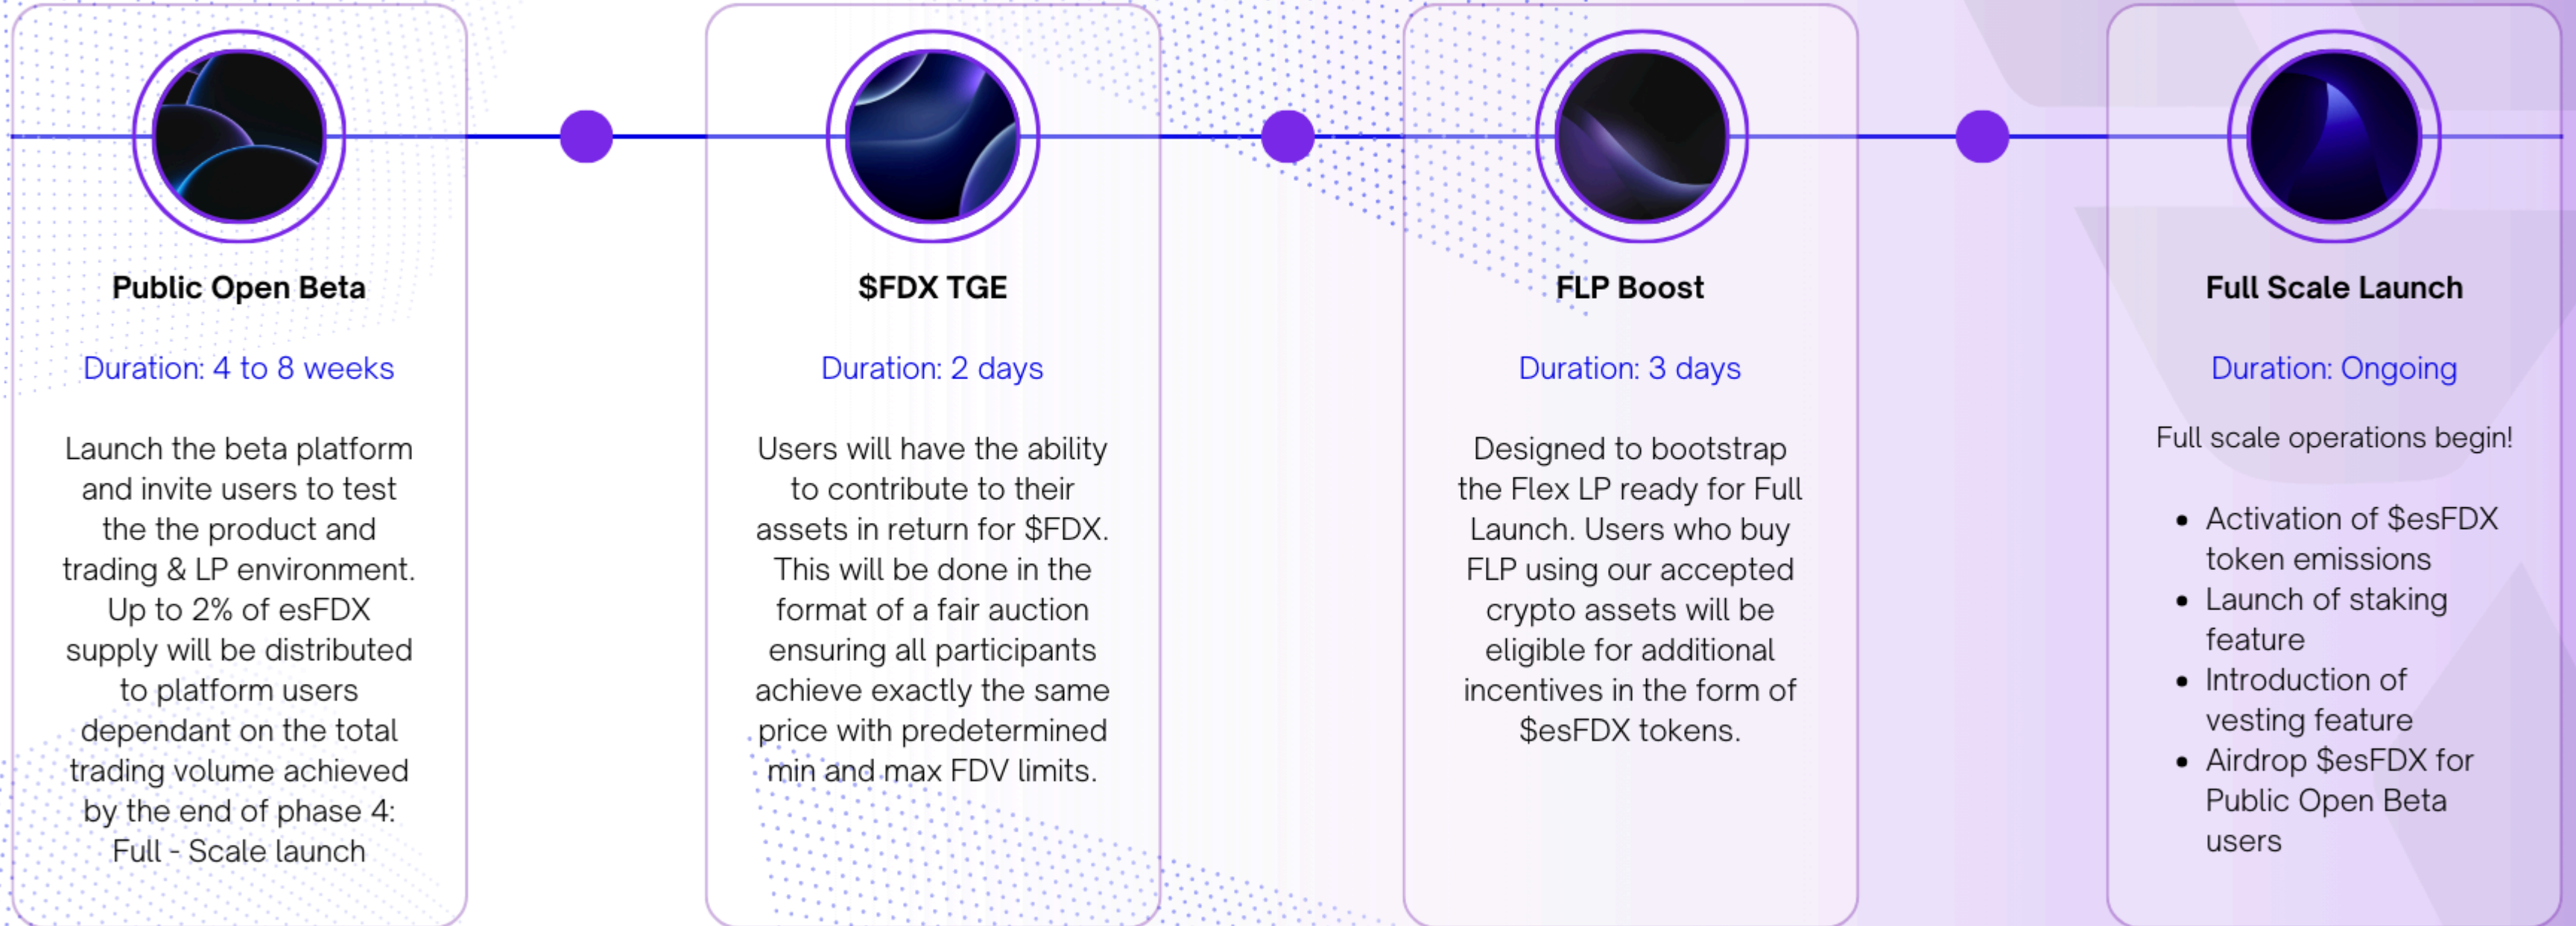 Public Open Beta
Duration: 4 to 8 weeks
Launch the beta platform
and invite users to test
the the product and
trading & LP environment.
Up to 2% of esFDX
supply will be distributed
to platform users
dependant on the total
trading volume achieved
by the end of phase 4:
Full - Scale launch
$FDX TGE
Duration: 2 days
Users will have the ability
to contribute to their
assets in return for $FDX.
This will be done in the
format of a fair auction
ensuring all participants
achieve exactly the same
price with predetermined
min and max FDV limits.
FLP Boost
Duration: 3 days
Designed to bootstrap
the Flex LP ready for Full
Launch. Users who buy
FLP using our accepted
crypto assets will be
eligible for additional
incentives in the form of
$esFDX tokens.
Full Scale Launch
Duration: Ongoing
Full scale operations begin!
• Activation of $esFDX
token emissions
• Launch of staking
feature
• Introduction of
vesting feature
• Airdrop $esFDX for
Public Open Beta
users